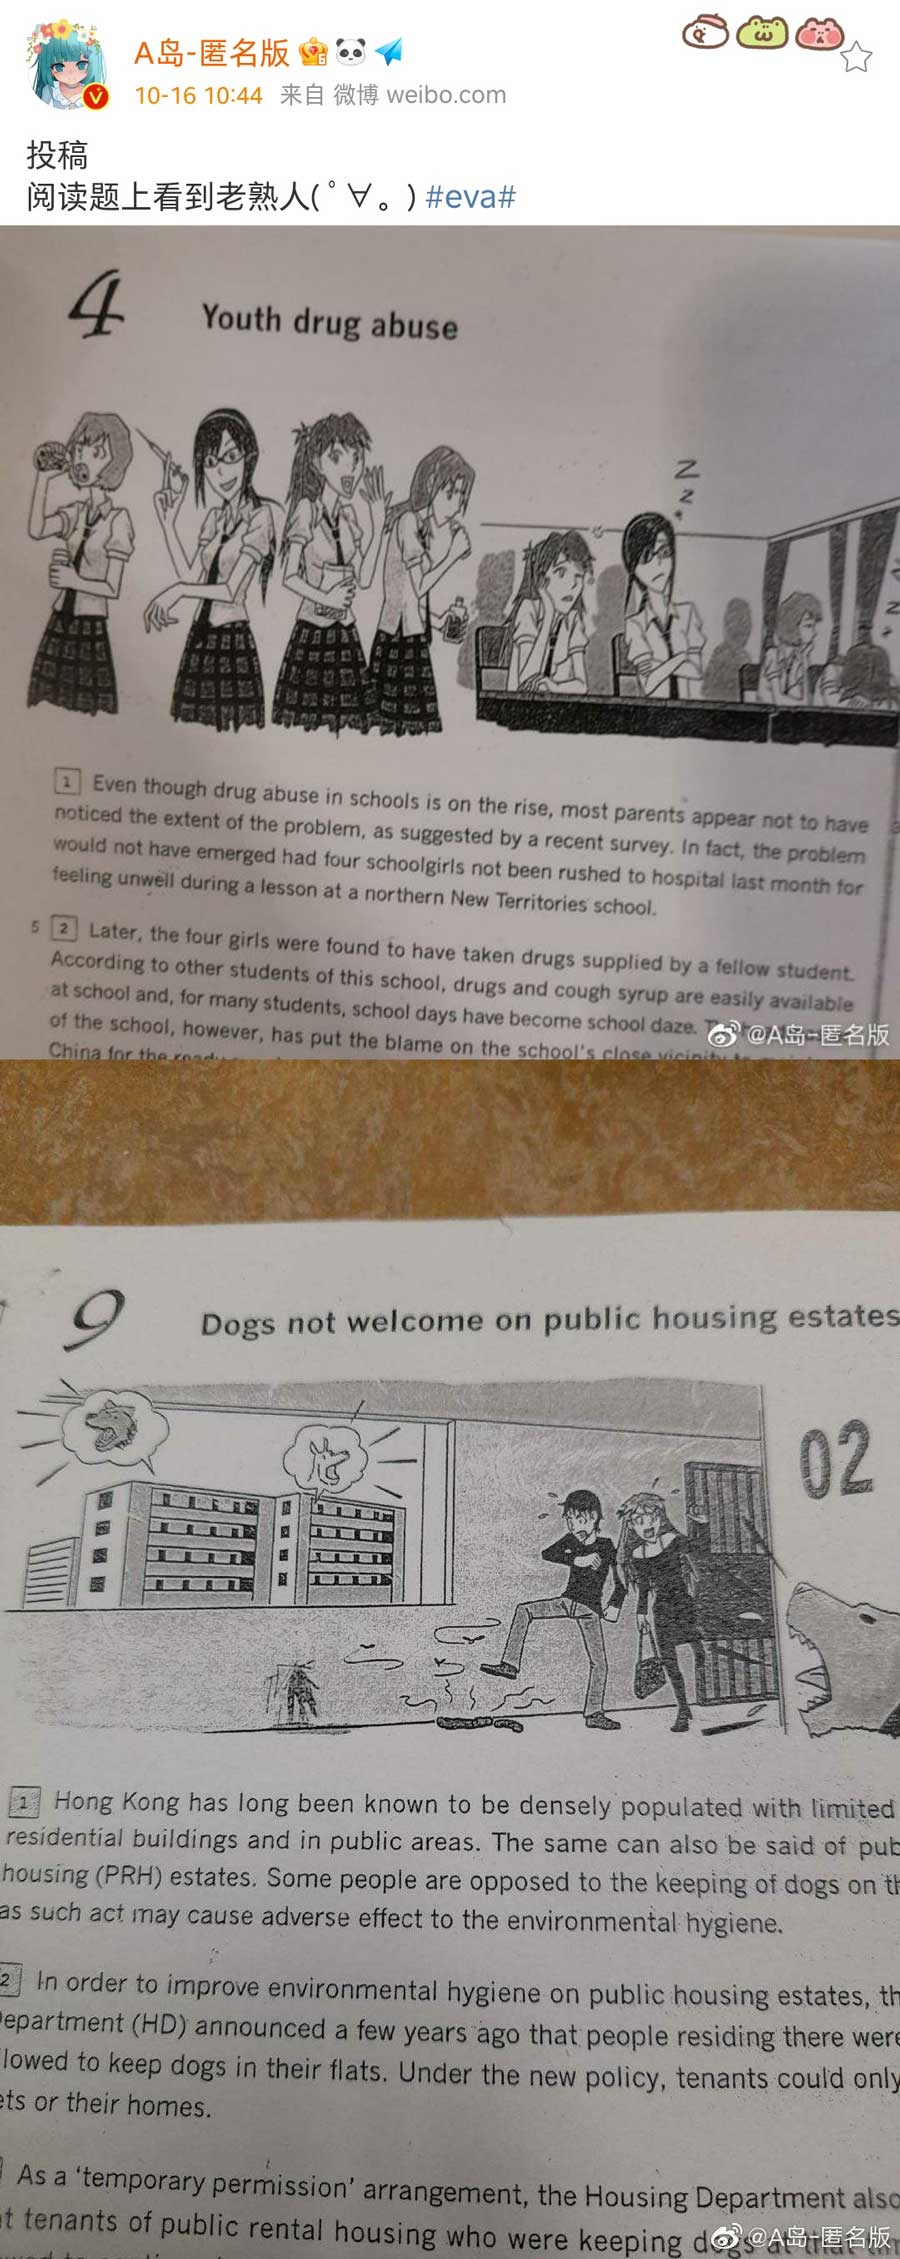 A岛-匿名版
10-16 10:44 来自 微博 weibo.com
投稿
阅读题上看到老熟人( ﾟ∀。) #eva#
4 Youth drug abuse
Z
z
z
1 Even though drug abuse in schools is on the rise, most parents appear not to have
noticed the extent of the problem, as suggested by a recent survey. In fact, the problem
would not have emerged had four schoolgirls not been rushed to hospital last month for
feeling unwell during a lesson at a northern New Territories school.
5 2 Later, the four girls were found to have taken drugs supplied by a fellow student.
According to other students of this school, drugs and cough syrup are easily available
at school and, for many students, school days have become school daze.
of the school, however, has put the blame on the school's close vicinity
China for the
@A岛-匿名版
9 Dogs not welcome on public housing estates
02
1 Hong Kong has long been known to be densely populated with limited
residential buildings and in public areas. The same can also be said of pub
housing (PRH) estates. Some people are opposed to the keeping of dogs on th
as such act may cause adverse effect to the environmental hygiene.
2 In order to improve environmental hygiene on public housing estates, th
epartment (HD) announced a few years ago that people residing there were
lowed to keep dogs in their flats. Under the new policy, tenants could only
ets or their homes.
As a 'temporary permission' arrangement, the Housing Department also
t tenants of public rental housing who were keeping dogs at that
@A岛-匿名版